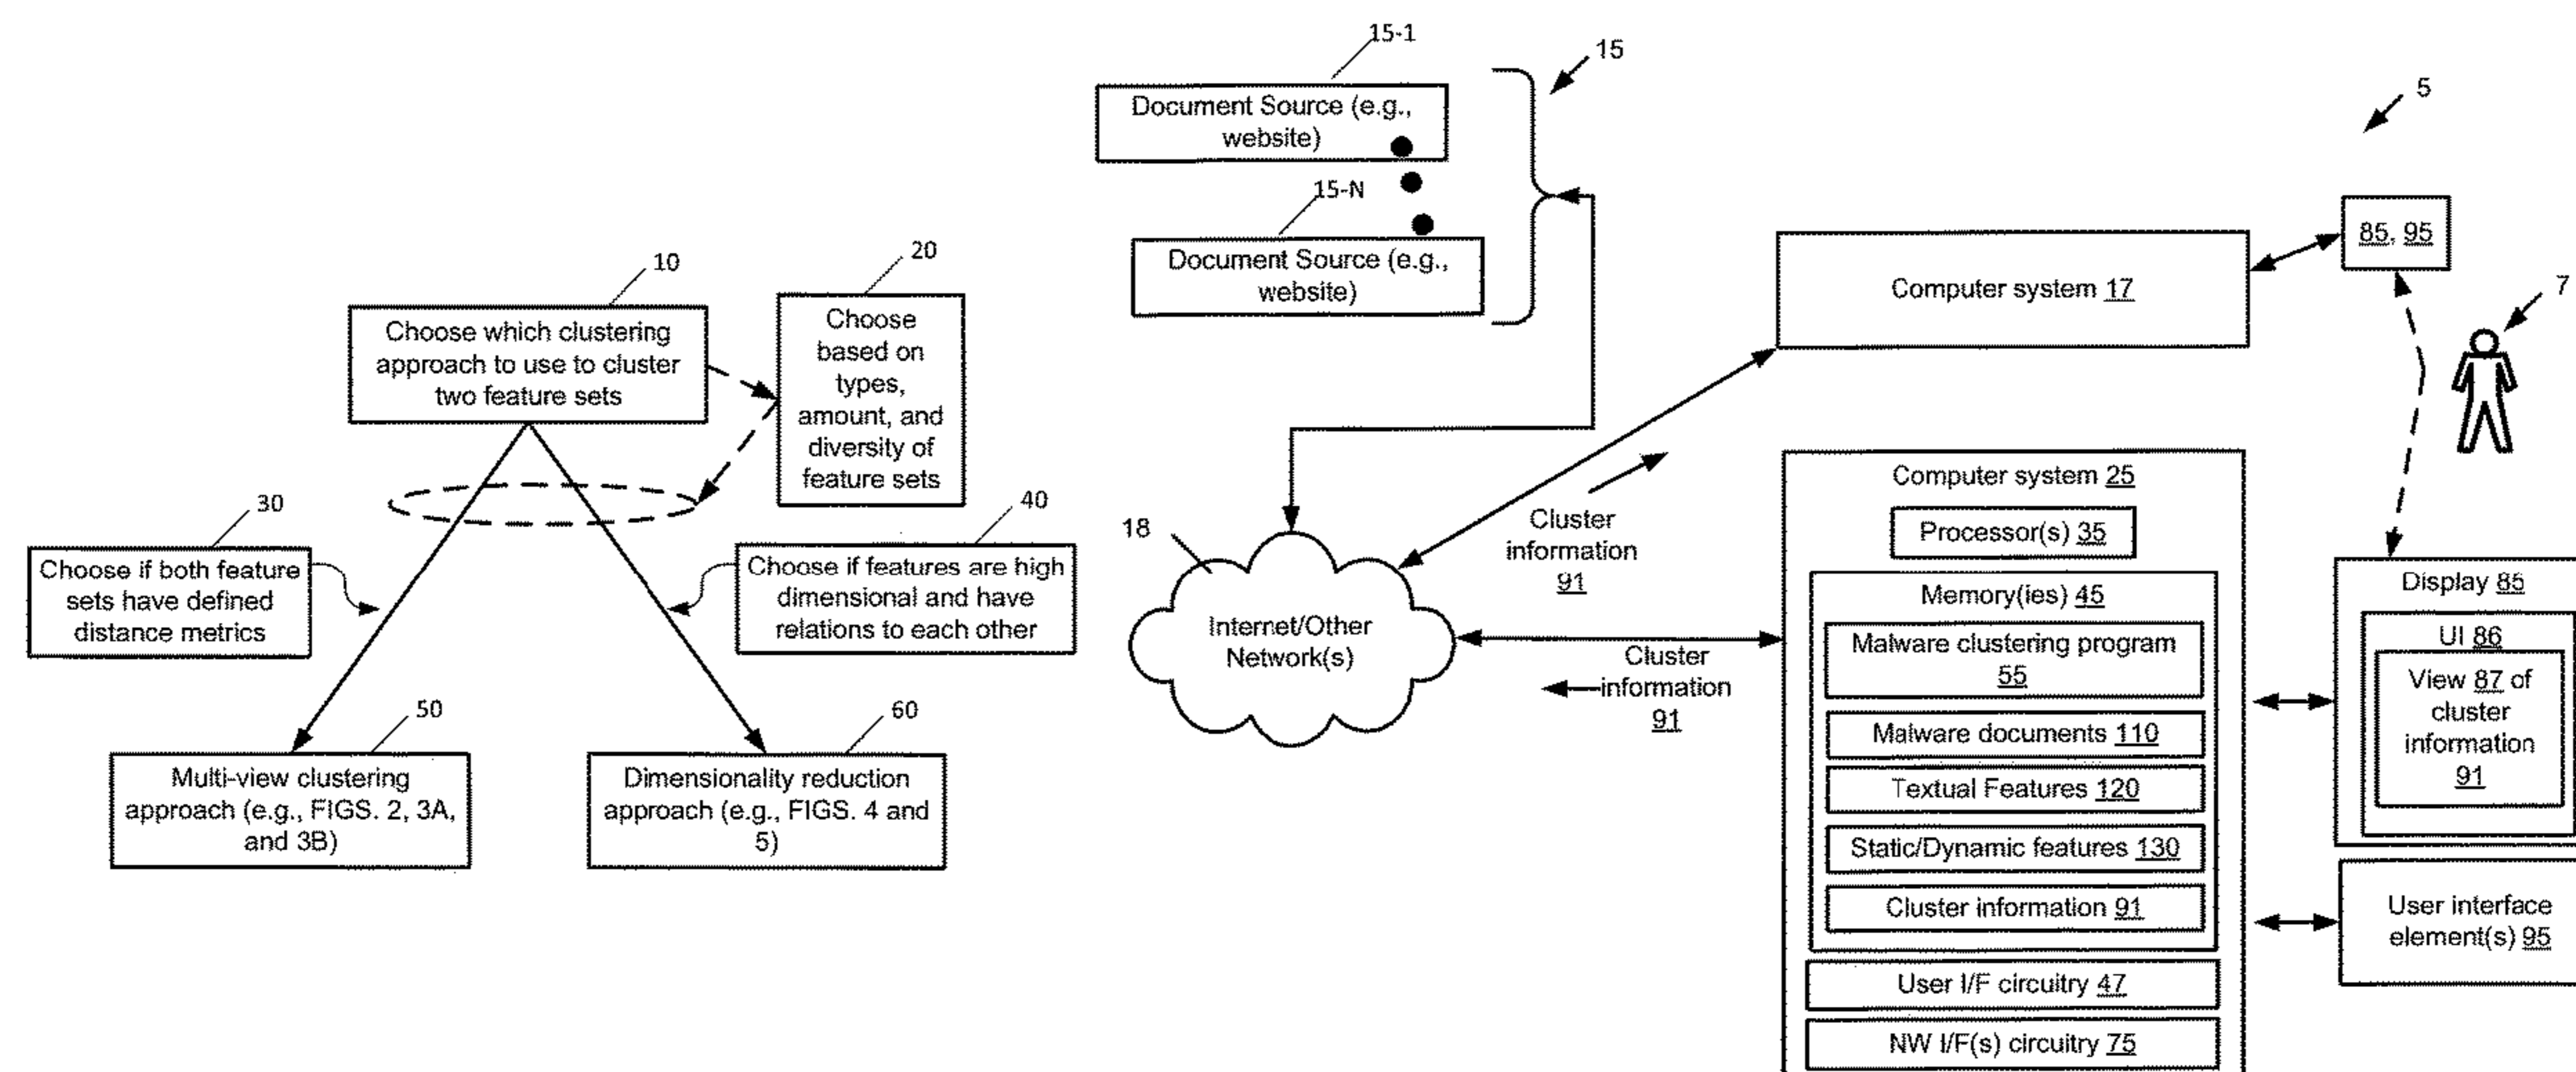 10
20
Choose which clustering
approach to use to cluster
two feature sets
Choose
based on
types,
amount, and
diversity of
feature sets
30
40
Choose if both feature
sets have defined
distance metrics
Choose if features are high
dimensional and have
relations to each other
50
60
Multi-view clustering
approach (e.g., FIGS. 2, 3A,
and 3B)
Dimensionality reduction
approach (e.g., FIGS. 4 and
5)
15-1
15
Document Source (e.g.,
website)
15-N
Document Source (e.g.,
website)
5
85, 95
7
Computer system 17
18
Internet/Other
Network(s)
Cluster
information
91
Cluster
information
91
Computer system 25
Processor(s) 35
Memory(ies) 45
Malware clustering program
55
Malware documents 110
Textual Features 120
Static/Dynamic features 130
Cluster information 91
User I/F circuitry 47
NW I/F(s) circuitry 75
Display 85
UI 86
View 87 of
cluster
information
91
User interface
element(s) 95